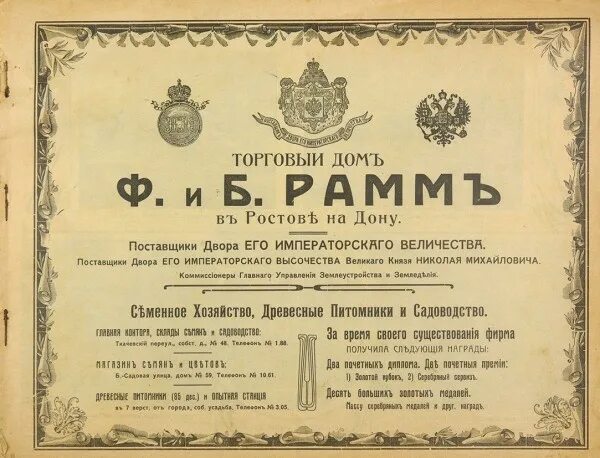 ТОРГОВЫЙ ДОМЪ
Ф. и Б. РАММЪ
въ Ростовѣ на Дону.
Поставщики Двора ЕГО ИМПЕРАТОРСКАГО ВЕЛИЧЕСТВА.
Поставщики Двора ЕГО ИМПЕРАТОРСКАГО ВЫСОЧЕСТВА Великаго Князя НИКОЛАЯ МИХАЙЛОВИЧА.
Коммисіонеры Главнаго Управленія Землеустройства и Земледѣлія.
Сѣменное Хозяйство, Древесные Питомники и Садоводство.
ГЛАВНАЯ КОНТОРА, СКЛАДЫ СѢМЯНЪ И САДОВОДСТВО:
Ткачевскій переул., собст. д., № 48. Телефонъ № 1.88.
МАГАЗИНЪ СѢМЯНЪ И ЦВѢТОВЪ:
Б.-Садовая улица, домъ № 59. Телефонъ № 10.61.
ДРЕВЕСНЫЕ ПИТОМНИКИ (85 дес.) И ОПЫТНАЯ СТАНЦІЯ
въ 7 верст. отъ города, соб. усадьба. Телефонъ № 3.05.
За время своего существованія фирма
ПОЛУЧИЛА СЛѢДУЮЩІЯ НАГРАДЫ:
Два почетныхъ диплома. Двѣ почетныя преміи:
1) Золотой кубокъ, 2) Серебряный сервизъ.
Десять большихъ золотыхъ медалей.
Массу серебряныхъ медалей и друг. наградъ.